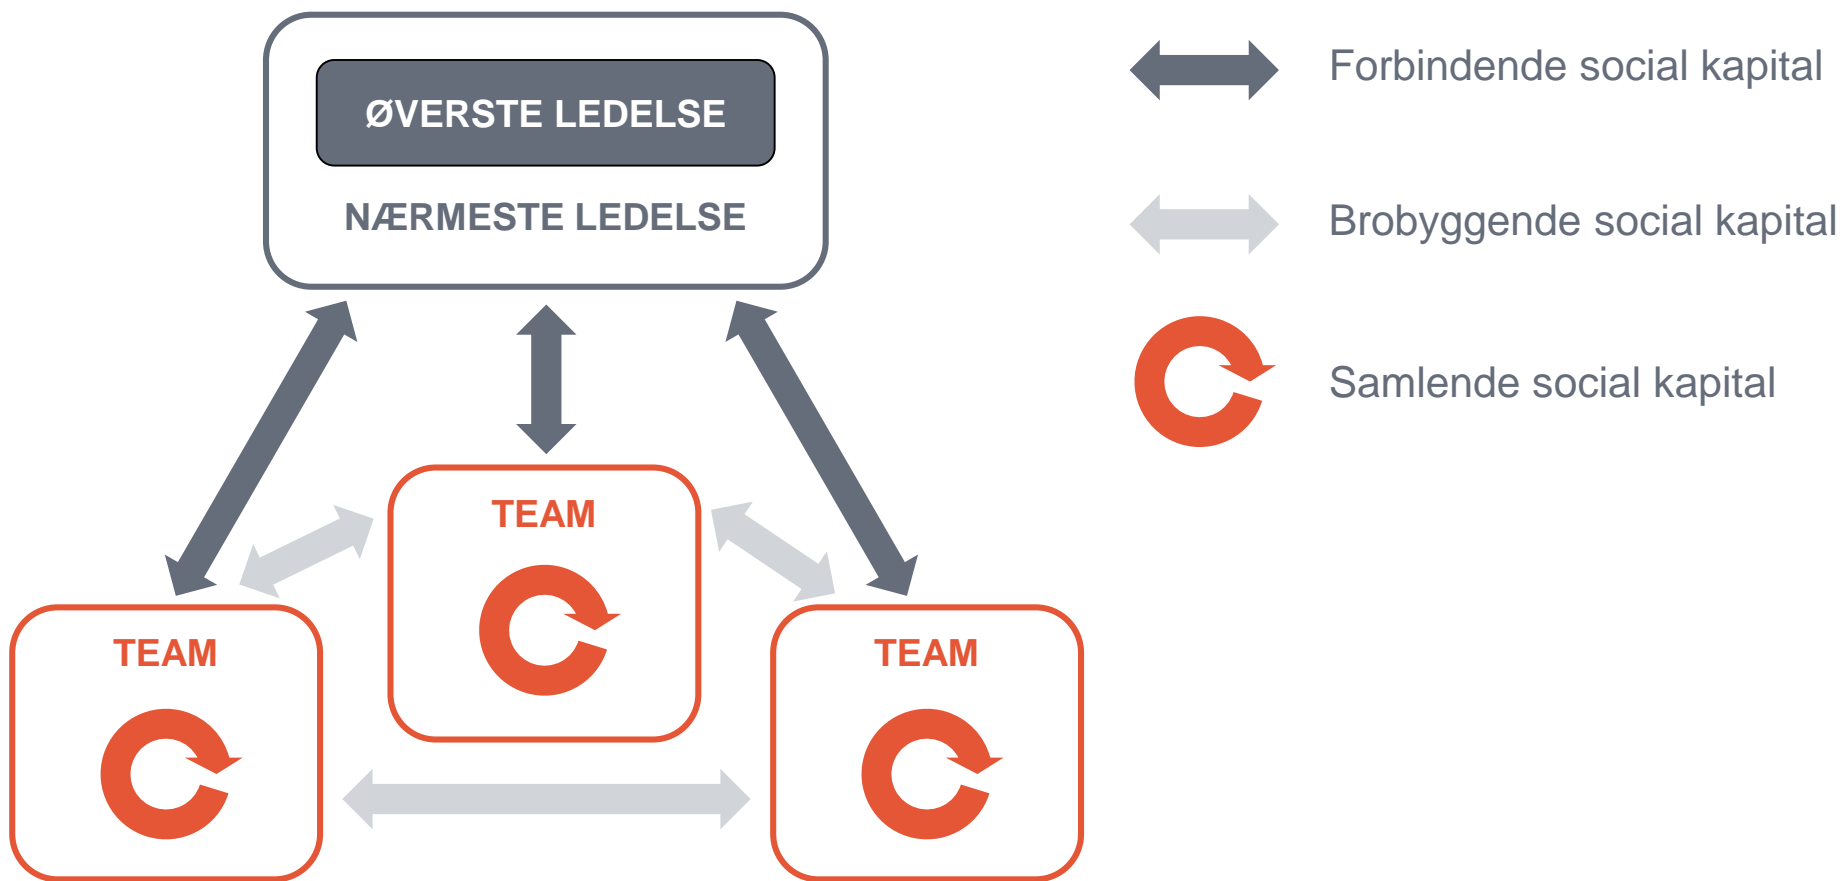 ØVERSTE LEDELSE
NÆRMESTE LEDELSE
Forbindende social kapital
Brobyggende social kapital
Samlende social kapital
TEAM
TEAM
TEAM